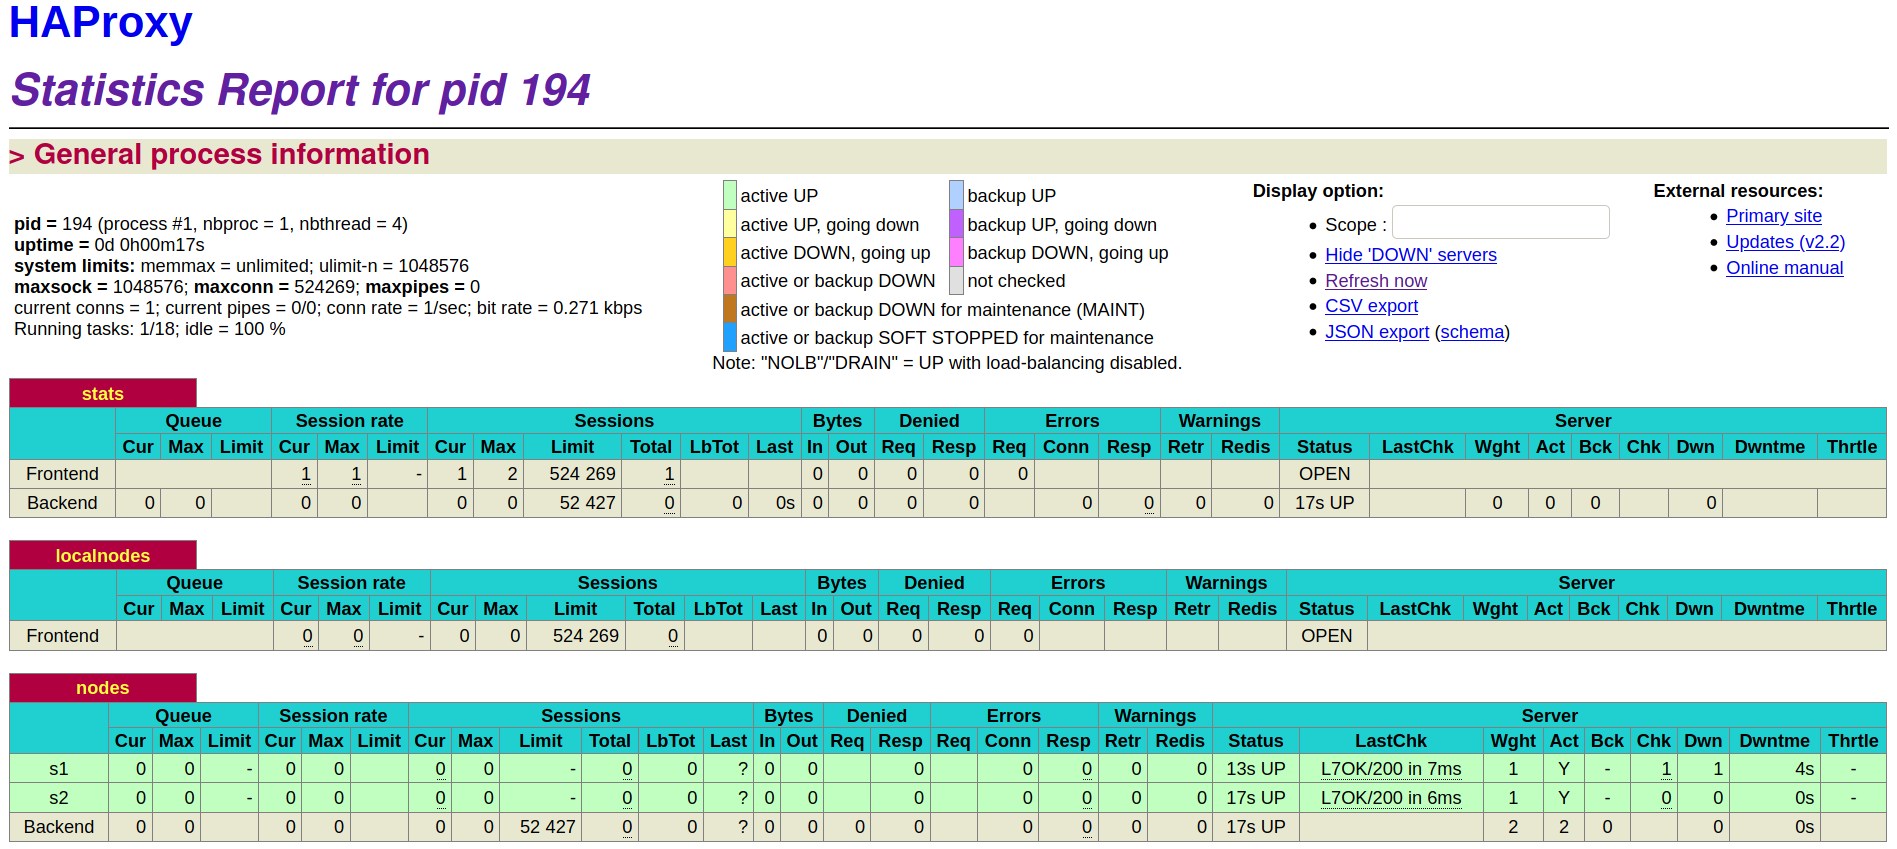 HAProxy
Statistics Report for pid 194
> General process information
pid = 194 (process #1, nbproc = 1, nbthread = 4)
uptime = 0d 0h00m17s
system limits: memmax = unlimited; ulimit-n = 1048576
maxsock = 1048576; maxconn = 524269; maxpipes = 0
current conns = 1; current pipes = 0/0; conn rate = 1/sec; bit rate = 0.271 kbps
Running tasks: 1/18; idle = 100 %
active UP backup UP
active UP, going down backup UP, going down
active DOWN, going up backup DOWN, going up
active or backup DOWN not checked
active or backup DOWN for maintenance (MAINT)
active or backup SOFT STOPPED for maintenance
Note: "NOLB"/"DRAIN" = UP with load-balancing disabled.
Display option:
• Scope :
• Hide 'DOWN' servers
• Refresh now
• CSV export
• JSON export (schema)
External resources:
• Primary site
• Updates (v2.2)
• Online manual
stats
Queue Session rate Sessions Bytes Denied Errors Warnings Server
Cur Max Limit Cur Max Limit Cur Max Limit Total LbTot Last In Out Req Resp Req Conn Resp Retr Redis Status LastChk Wght Act Bck Chk Dwn Dwntme Thrtle
Frontend 1 1 - 1 2 524 269 1 0 0 0 0 0 OPEN
Backend 0 0 0 0 0 0 52 427 0 0 0s 0 0 0 0 0 0 0 0 17s UP 0 0 0 0
localnodes
Queue Session rate Sessions Bytes Denied Errors Warnings Server
Cur Max Limit Cur Max Limit Cur Max Limit Total LbTot Last In Out Req Resp Req Conn Resp Retr Redis Status LastChk Wght Act Bck Chk Dwn Dwntme Thrtle
Frontend 0 0 - 0 0 524 269 0 0 0 0 0 0 OPEN
nodes
Queue Session rate Sessions Bytes Denied Errors Warnings Server
Cur Max Limit Cur Max Limit Cur Max Limit Total LbTot Last In Out Req Resp Req Conn Resp Retr Redis Status LastChk Wght Act Bck Chk Dwn Dwntme Thrtle
s1 0 0 - 0 0 0 0 - 0 0 ? 0 0 0 0 0 0 0 13s UP L7OK/200 in 7ms 1 Y - 1 1 4s -
s2 0 0 - 0 0 0 0 - 0 0 ? 0 0 0 0 0 0 0 17s UP L7OK/200 in 6ms 1 Y - 0 0 0s -
Backend 0 0 0 0 0 0 52 427 0 0 ? 0 0 0 0 0 0 0 0 17s UP 2 2 0 0 0s